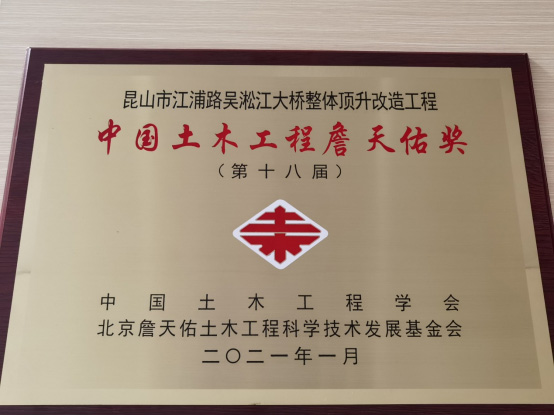 昆山市江浦路吴淞江大桥整体顶升改造工程
中国土木工程詹天佑奖
（第十八届）
中国土木工程学会
北京詹天佑土木工程科学技术发展基金会
二〇二一年一月